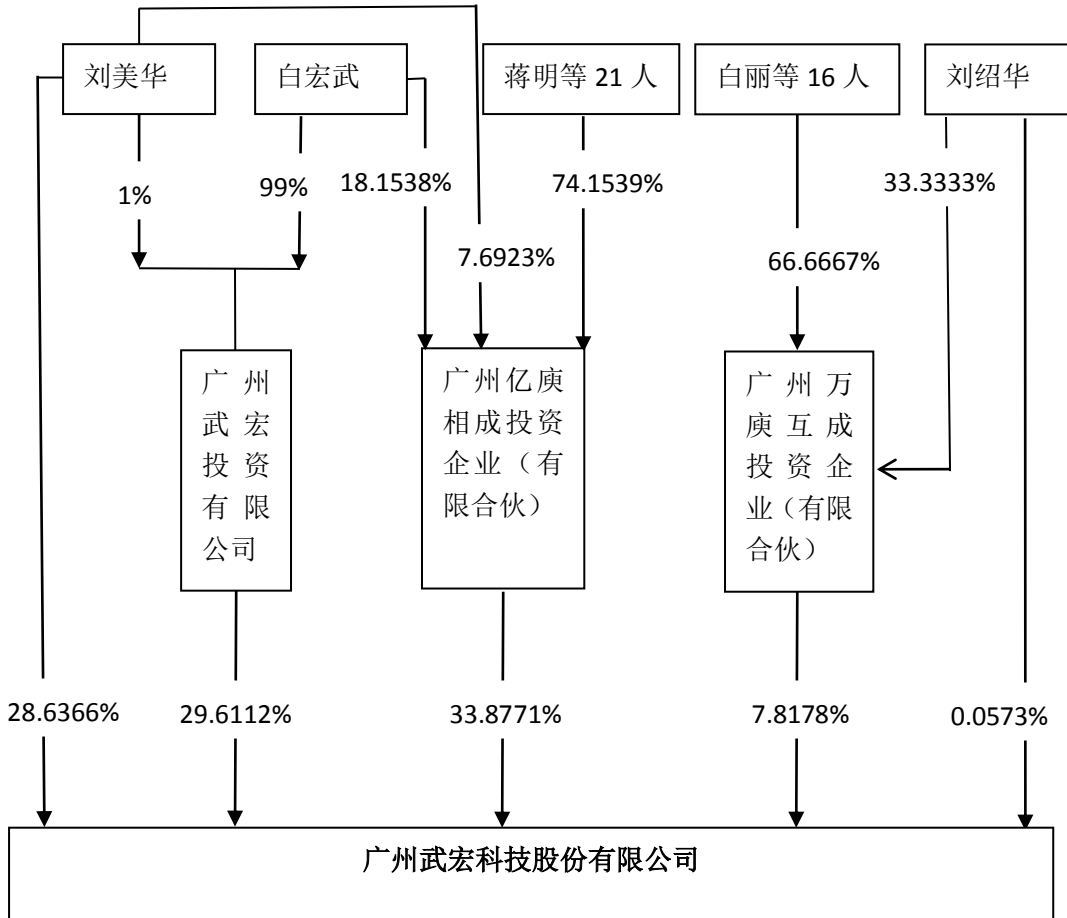 刘美华
白宏武
蒋明等 21 人
白丽等 16 人
刘绍华
1%
99%
18.1538%
74.1539%
33.3333%
7.6923%
66.6667%
广州
武宏
投资
有限
公司
广州亿庾
相成投资
企业（有
限合伙）
广州万
庾互成
投资企
业（有限
合伙）
28.6366%
29.6112%
33.8771%
7.8178%
0.0573%
广州武宏科技股份有限公司